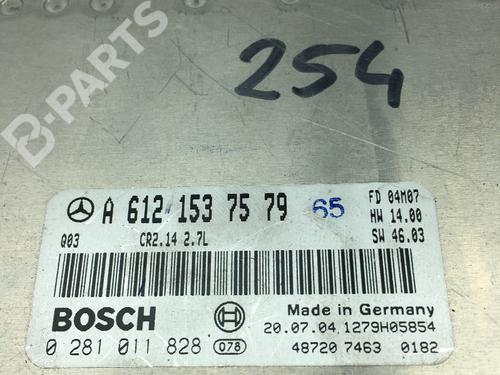 B-PARTS
254
A 612 153 75 79 65
FD 04M07
HW 14.00
Q03 CR2.14 2.7L SW 46.03
BOSCH
Made in Germany
20.07.04 1279H05854
0 281 011 828 078
48720 7463 0182